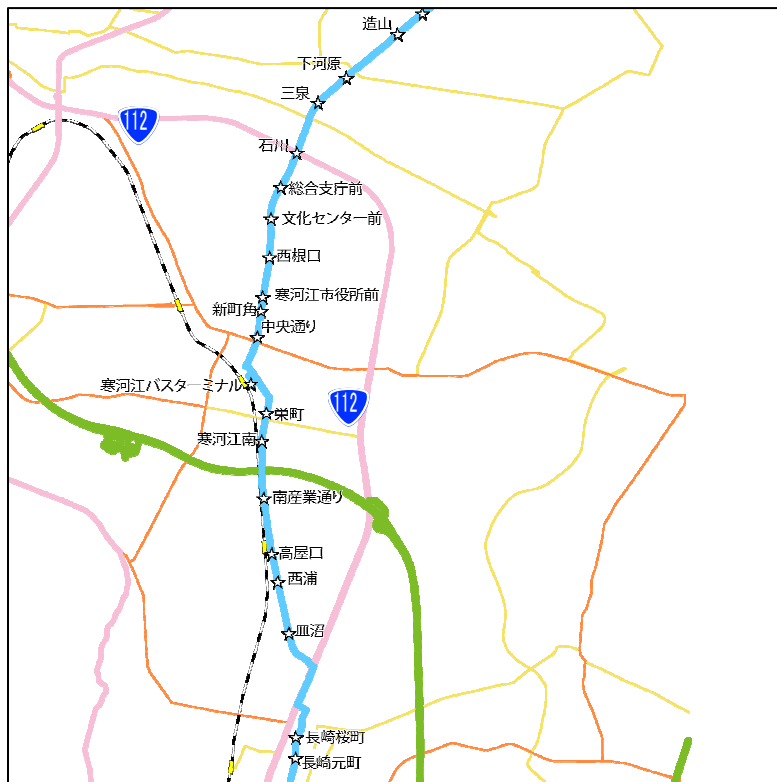 造山
下河原
三泉
112
石川
総合支庁前
文化センター前
西根口
寒河江市役所前
新町角
中央通り
寒河江バスターミナル
112
栄町
寒河江南
南産業通り
高屋口
西浦
皿沼
長崎桜町
長崎元町